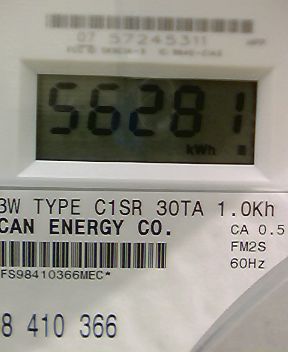 07 57245311
56281
kWh
3W TYPE C1SR 30TA 1.0Kh
CAN ENERGY CO.
CA 0.5
FM2S
60Hz
FS98410366MEC*
8 410 366